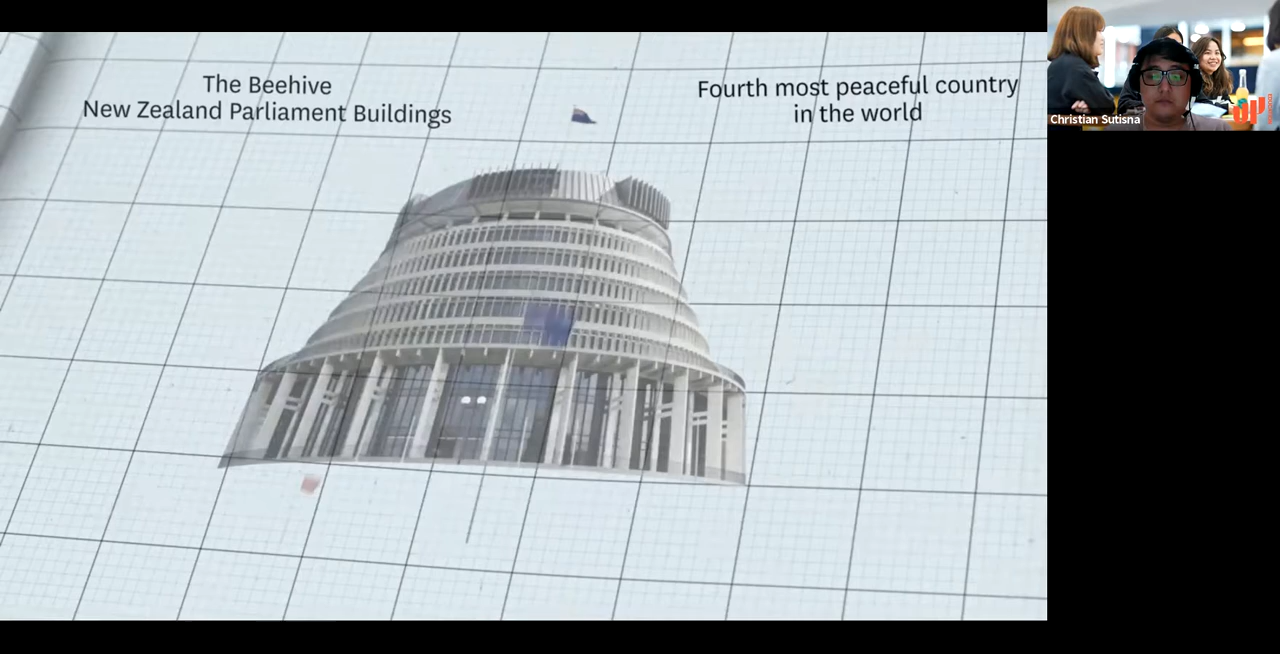 The Beehive
New Zealand Parliament Buildings
Fourth most peaceful country
in the world
Christian Sutisna